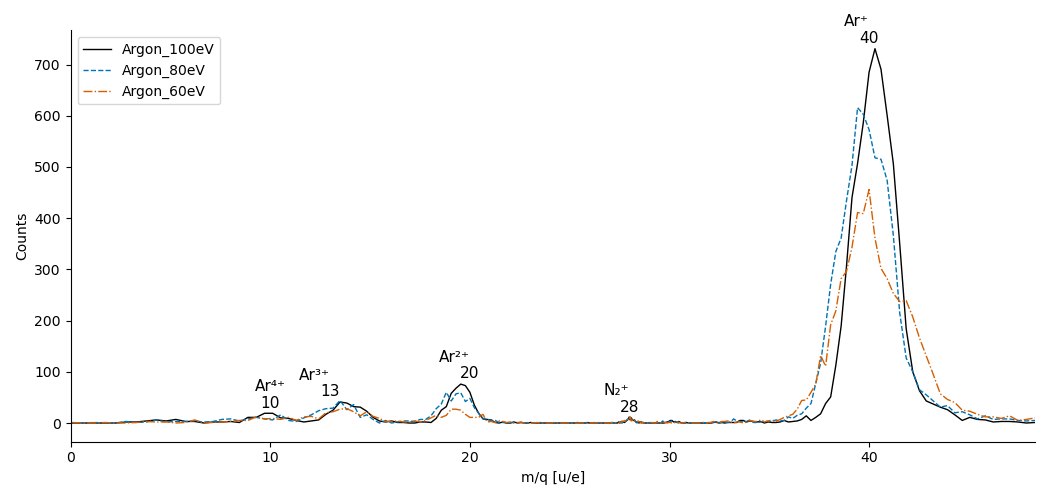 Ar⁺
40
Argon_100eV
Argon_80eV
Argon_60eV
700
600
500
400
300
200
100
0
Counts
Ar²⁺
20
Ar³⁺
13
Ar⁴⁺
10
N₂⁺
28
0 10 20 30 40
m/q [u/e]